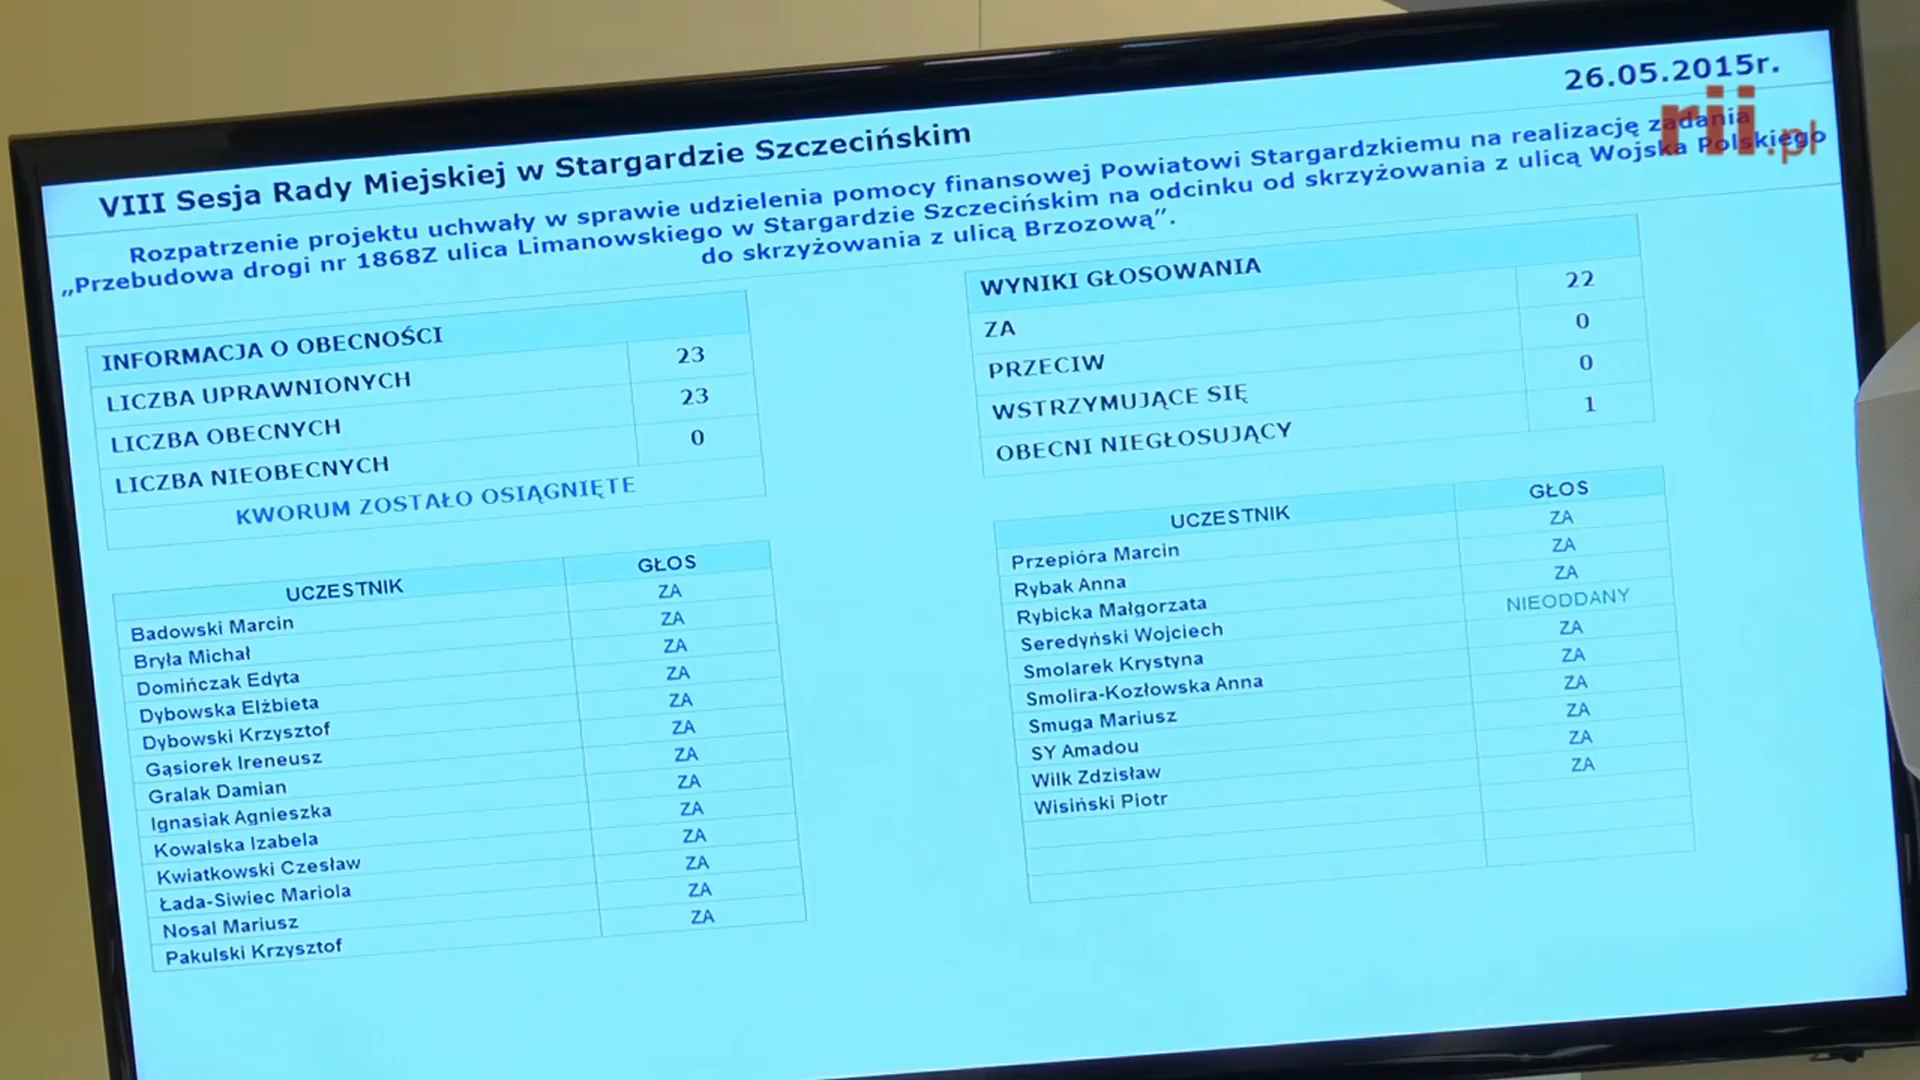 26.05.2015r.
rii.pl
VIII Sesja Rady Miejskiej w Stargardzie Szczecińskim
Rozpatrzenie projektu uchwały w sprawie udzielenia pomocy finansowej Powiatowi Stargardzkiemu na realizację zadania
„Przebudowa drogi nr 1868Z ulica Limanowskiego w Stargardzie Szczecińskim na odcinku od skrzyżowania z ulicą Wojska Polskiego
do skrzyżowania z ulicą Brzozową”.
INFORMACJA O OBECNOŚCI
LICZBA UPRAWNIONYCH 23
LICZBA OBECNYCH 23
LICZBA NIEOBECNYCH 0
KWORUM ZOSTAŁO OSIĄGNIĘTE
WYNIKI GŁOSOWANIA
ZA 22
PRZECIW 0
WSTRZYMUJĄCE SIĘ 0
OBECNI NIEGŁOSUJĄCY 1
UCZESTNIK GŁOS
Badowski Marcin ZA
Bryła Michał ZA
Domińczak Edyta ZA
Dybowska Elżbieta ZA
Dybowski Krzysztof ZA
Gąsiorek Ireneusz ZA
Gralak Damian ZA
Ignasiak Agnieszka ZA
Kowalska Izabela ZA
Kwiatkowski Czesław ZA
Łada-Siwiec Mariola ZA
Nosal Mariusz ZA
Pakulski Krzysztof ZA
UCZESTNIK GŁOS
Przepióra Marcin ZA
Rybak Anna ZA
Rybicka Małgorzata ZA
Seredyński Wojciech NIEODDANY
Smolarek Krystyna ZA
Smolira-Kozłowska Anna ZA
Smuga Mariusz ZA
SY Amadou ZA
Wilk Zdzisław ZA
Wisiński Piotr ZA